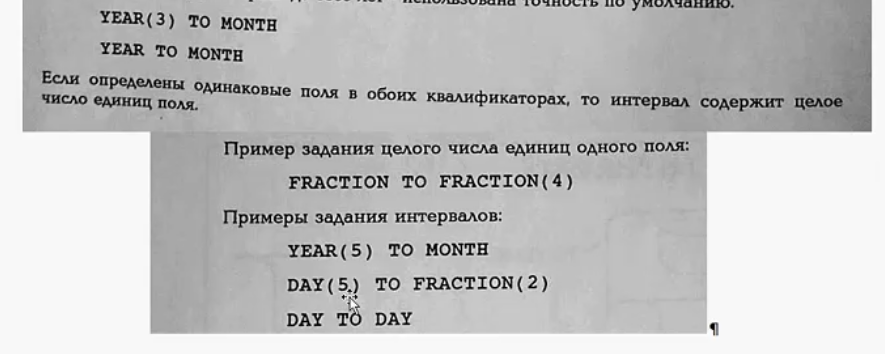 использована точность по умолчанию.
YEAR(3) TO MONTH
YEAR TO MONTH
Если определены одинаковые поля в обоих квалификаторах, то интервал содержит целое
число единиц поля.
Пример задания целого числа единиц одного поля:
FRACTION TO FRACTION(4)
Примеры задания интервалов:
YEAR(5) TO MONTH
DAY(5) TO FRACTION(2)
DAY TO DAY
¶